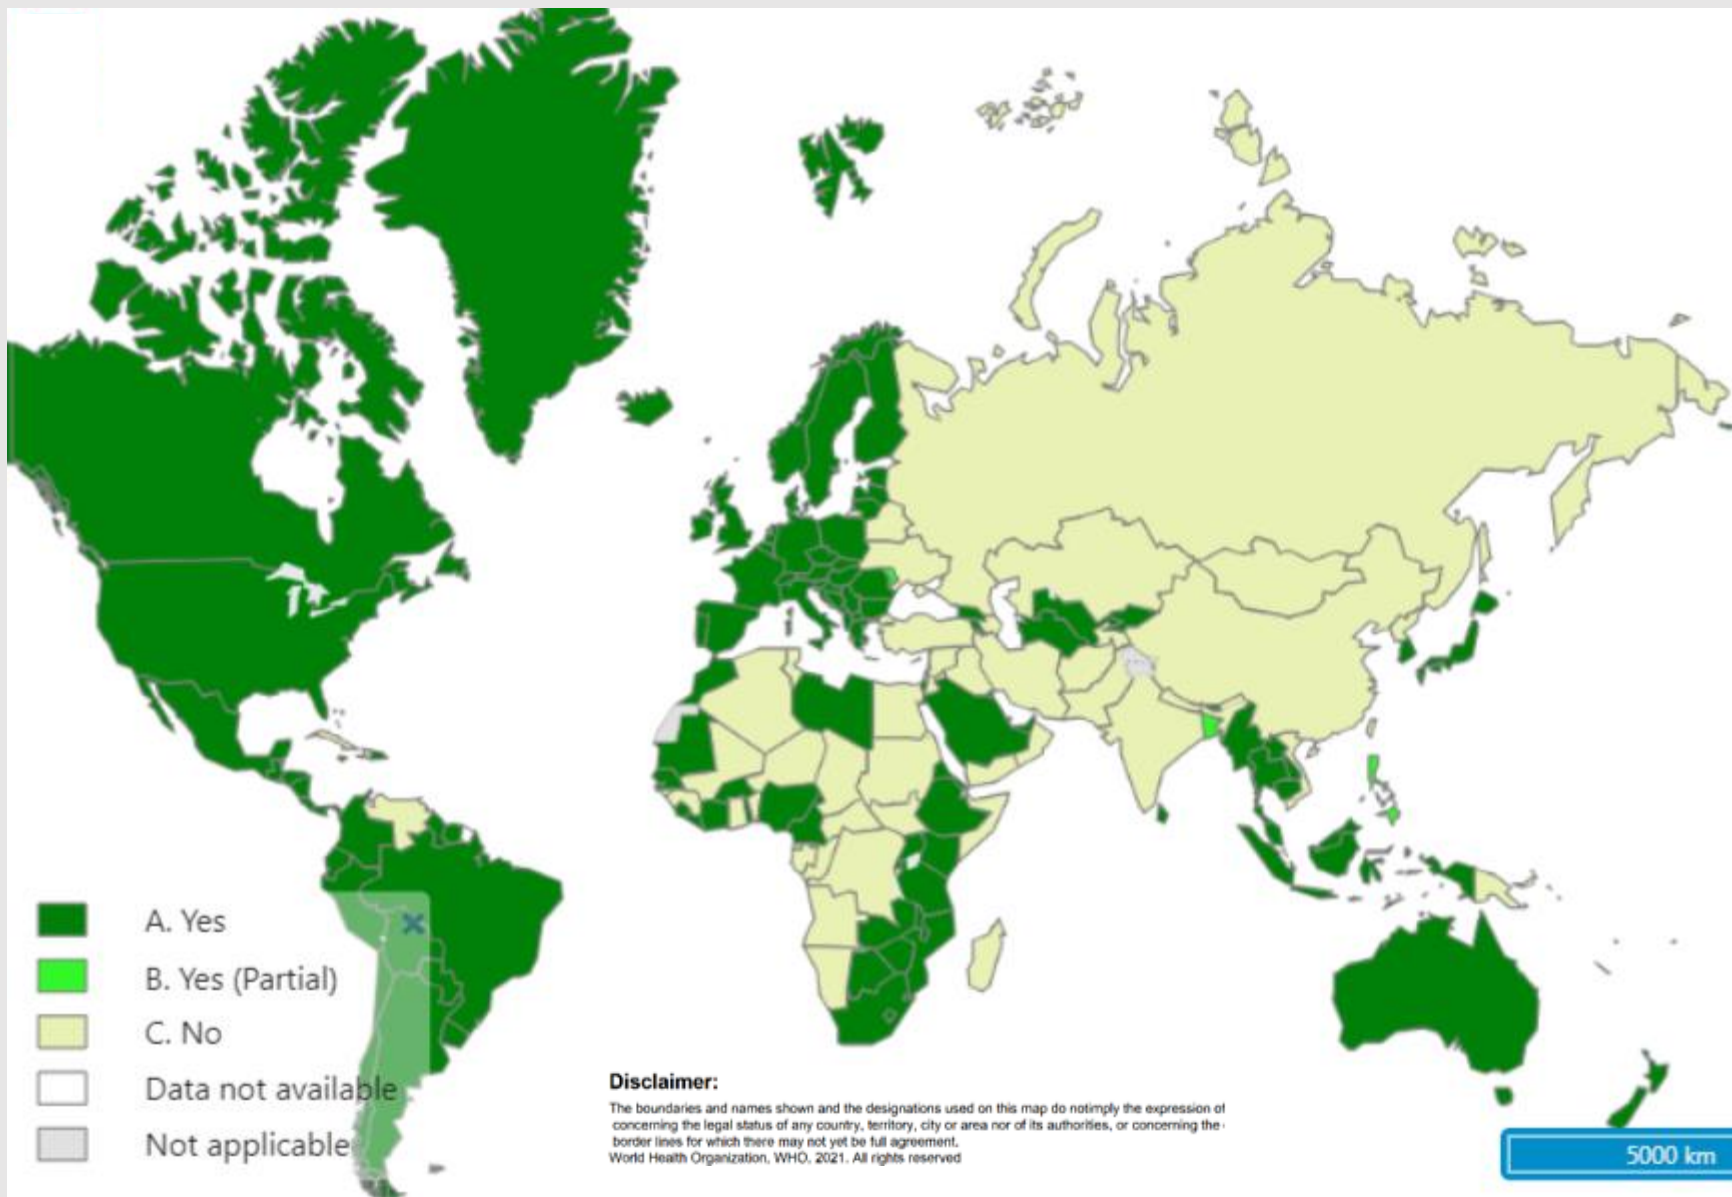 A. Yes
B. Yes (Partial)
C. No
Data not available
Not applicable
Disclaimer:
The boundaries and names shown and the designations used on this map do notimply the expression of
concerning the legal status of any country, territory, city or area nor of its authorities, or concerning the
border lines for which there may not yet be full agreement.
World Health Organization, WHO, 2021. All rights reserved
5000 km